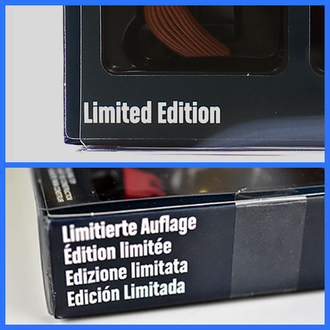 Limited Edition
Limitierte Auflage
Édition limitée
Edizione limitata
Edición Limitada